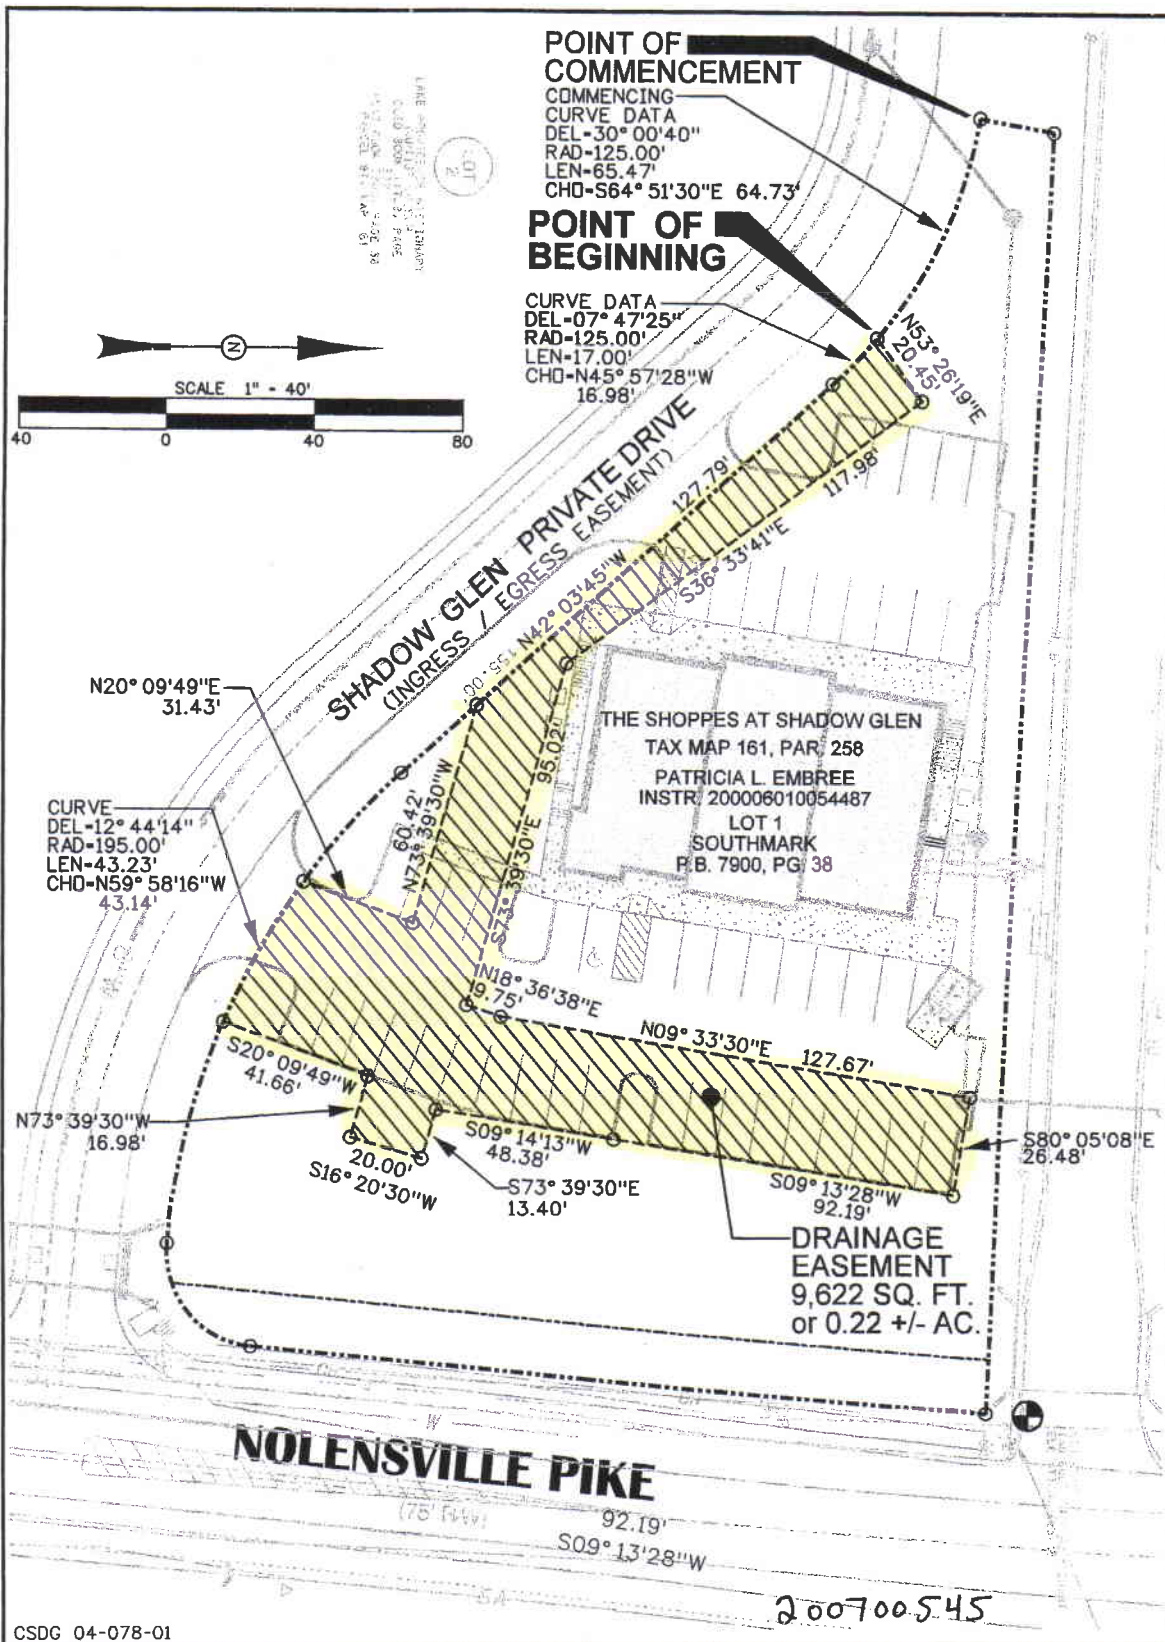 POINT OF
COMMENCEMENT
COMMENCING
CURVE DATA
DEL=30° 00'40"
RAD=125.00'
LEN=65.47'
CHD=S64° 51'30"E 64.73'
LOT
2
POINT OF
BEGINNING
CURVE DATA
DEL=07° 47'25"
RAD=125.00'
LEN=17.00'
CHD=N45° 57'28"W
16.98'
N53° 26'19"E
20.45'
N
SCALE 1" = 40'
40 0 40 80
SHADOW GLEN PRIVATE DRIVE
(INGRESS / EGRESS EASEMENT)
127.79'
N42° 03'45"W
155.00'
117.98'
S36° 33'41"E
N20° 09'49"E
31.43'
THE SHOPPES AT SHADOW GLEN
TAX MAP 161, PAR. 258
PATRICIA L. EMBREE
INSTR. 200006010054487
LOT 1
SOUTHMARK
P.B. 7900, PG. 38
95.02'
S73° 39'30"E
60.42'
N73° 39'30"W
CURVE
DEL=12° 44'14"
RAD=195.00'
LEN=43.23'
CHD=N59° 58'16"W
43.14'
N18° 36'38"E
9.75'
N09° 33'30"E 127.67'
S20° 09'49"W
41.66'
N73° 39'30"W
16.98'
20.00'
S16° 20'30"W
S09° 14'13"W
48.38'
S73° 39'30"E
13.40'
S80° 05'08"E
26.48'
S09° 13'28"W
92.19'
DRAINAGE
EASEMENT
9,622 SQ. FT.
or 0.22 +/- AC.
W
NOLENSVILLE PIKE
92.19'
S09° 13'28"W
SA
200700545
CSDG 04-078-01